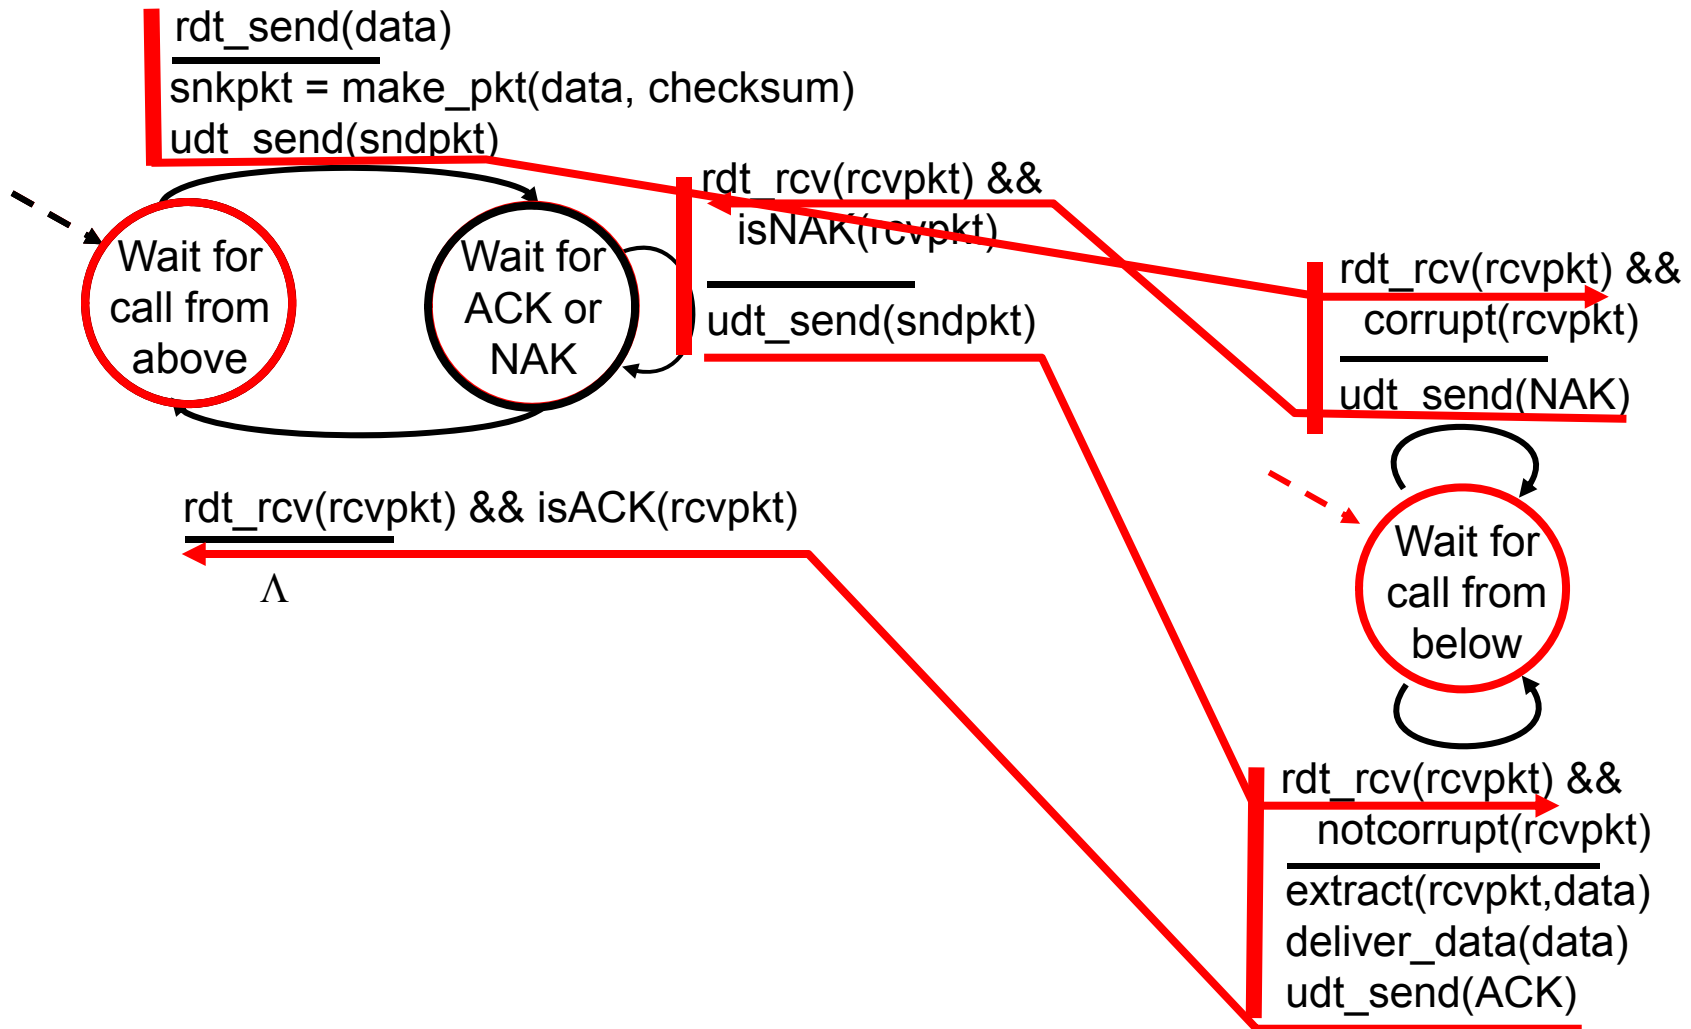 rdt_send(data)
snkpkt = make_pkt(data, checksum)
udt_send(sndpkt)
rdt_rcv(rcvpkt) &&
isNAK(rcvpkt)
udt_send(sndpkt)
Wait for
call from
above
Wait for
ACK or
NAK
rdt_rcv(rcvpkt) && isACK(rcvpkt)
Λ
rdt_rcv(rcvpkt) &&
corrupt(rcvpkt)
udt_send(NAK)
Wait for
call from
below
rdt_rcv(rcvpkt) &&
notcorrupt(rcvpkt)
extract(rcvpkt,data)
deliver_data(data)
udt_send(ACK)